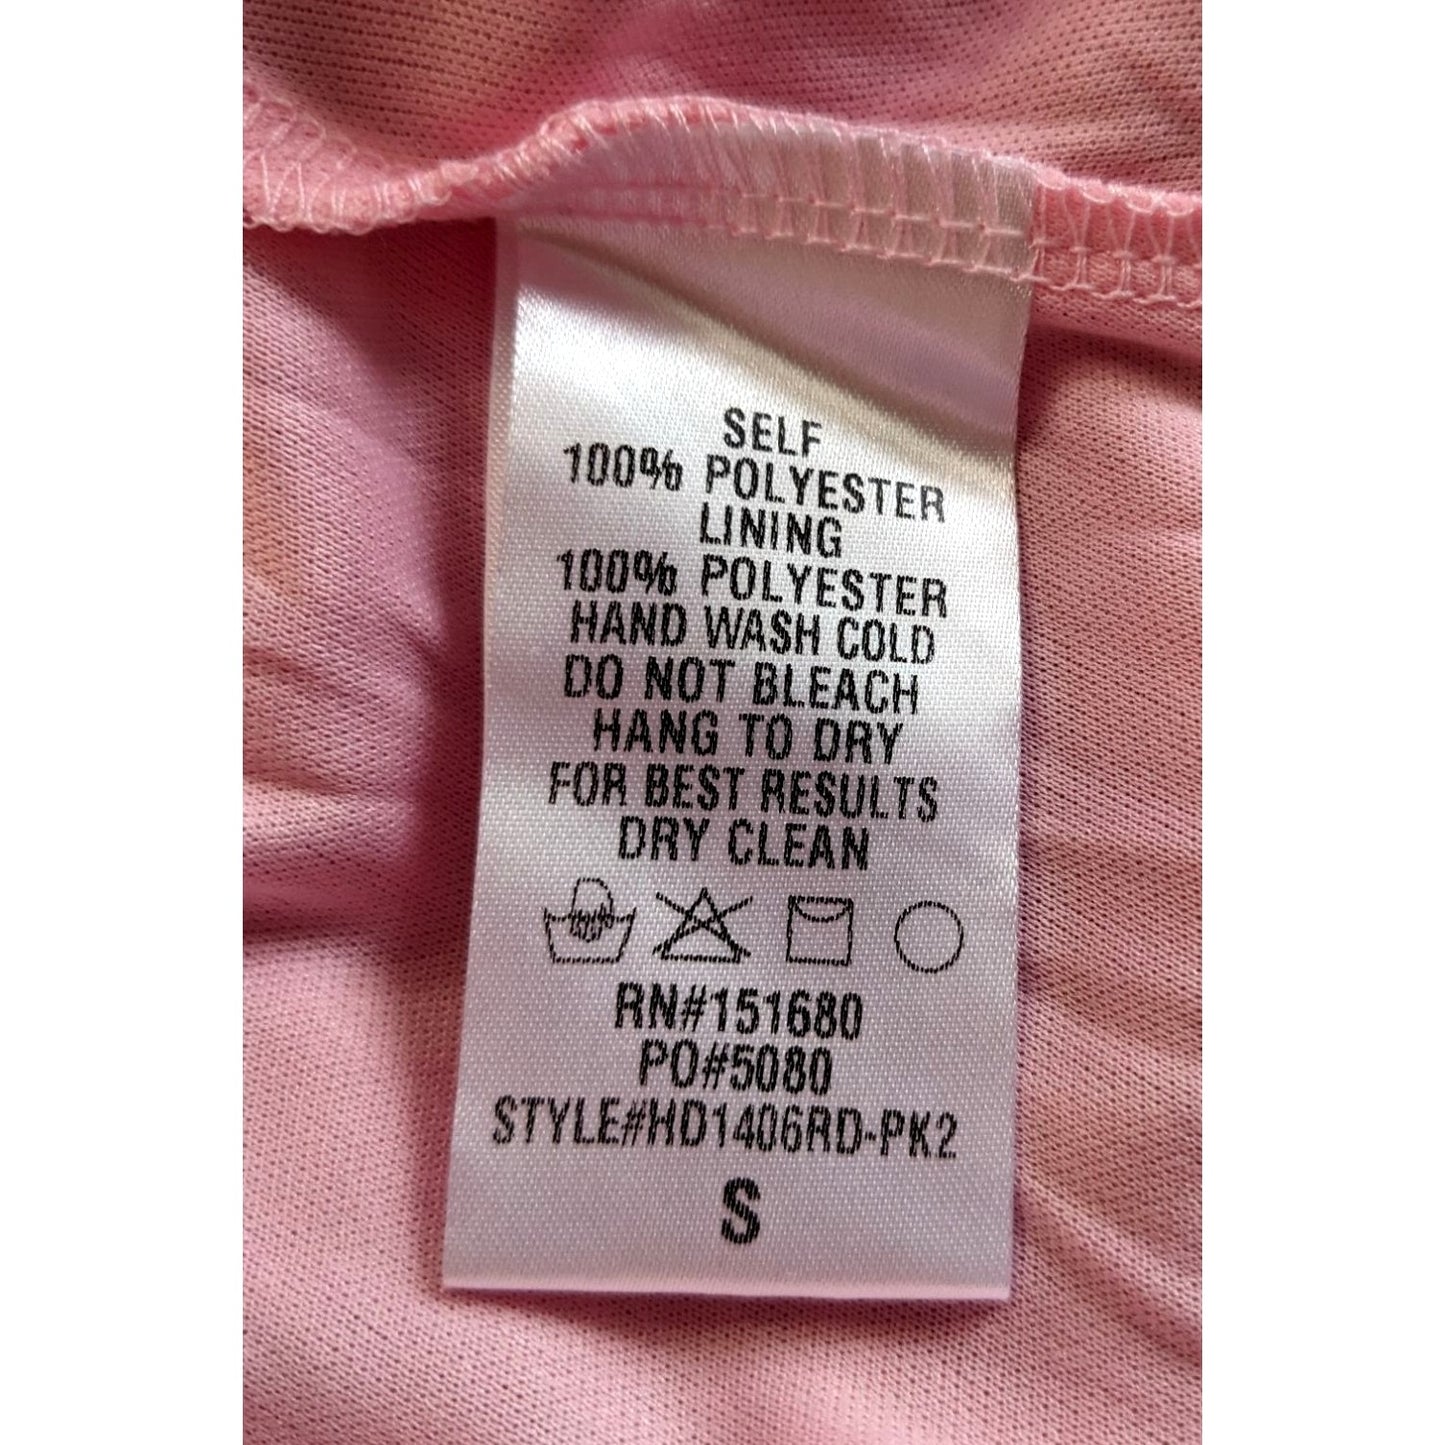 SELF
100% POLYESTER
LINING
100% POLYESTER
HAND WASH COLD
DO NOT BLEACH
HANG TO DRY
FOR BEST RESULTS
DRY CLEAN
RN#151680
PO#5080
STYLE#HD1406RD-PK2
S